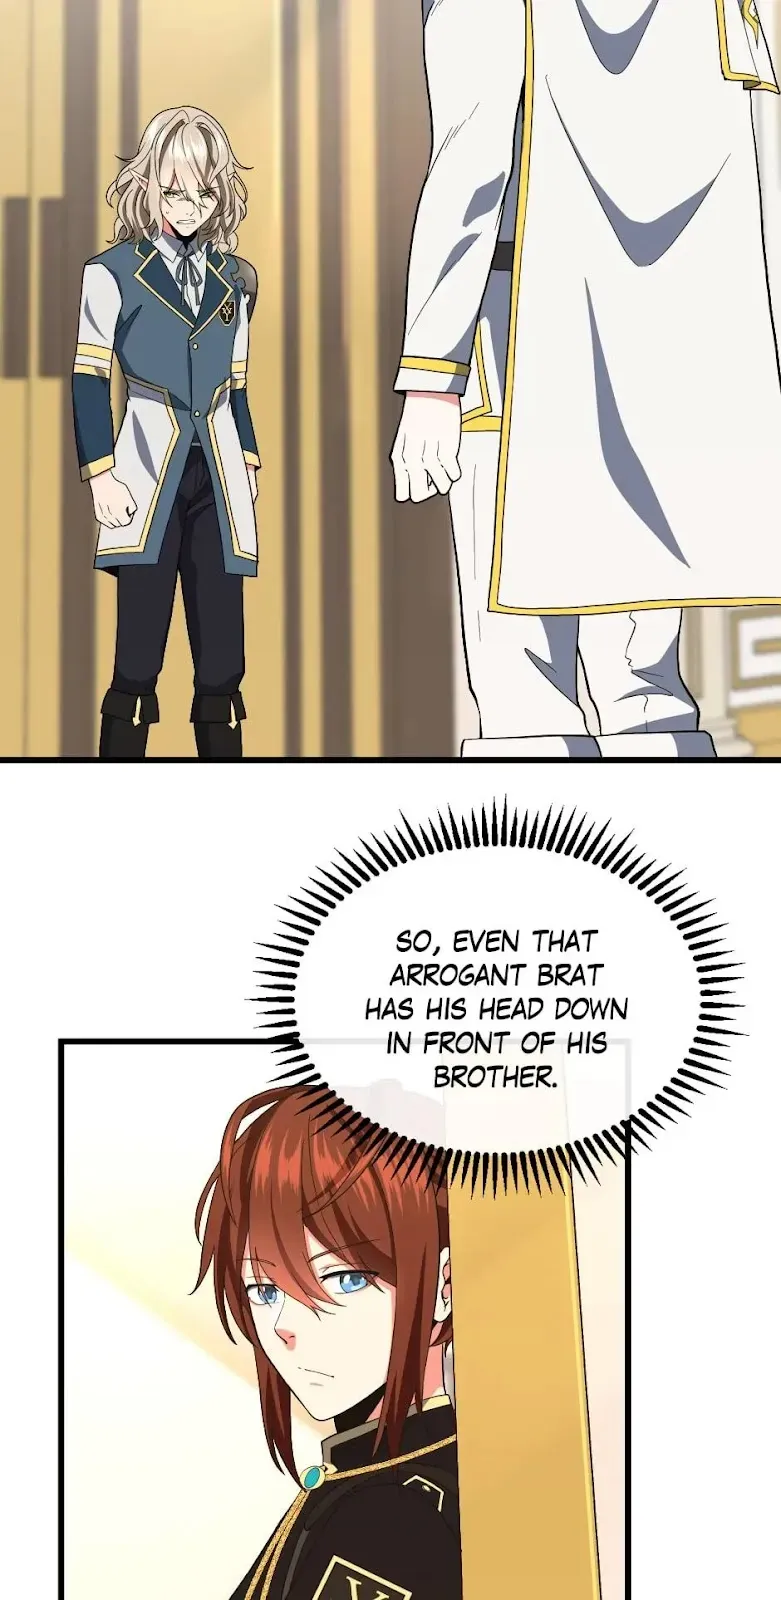 SO, EVEN THAT
ARROGANT BRAT
HAS HIS HEAD DOWN
IN FRONT OF HIS
BROTHER.